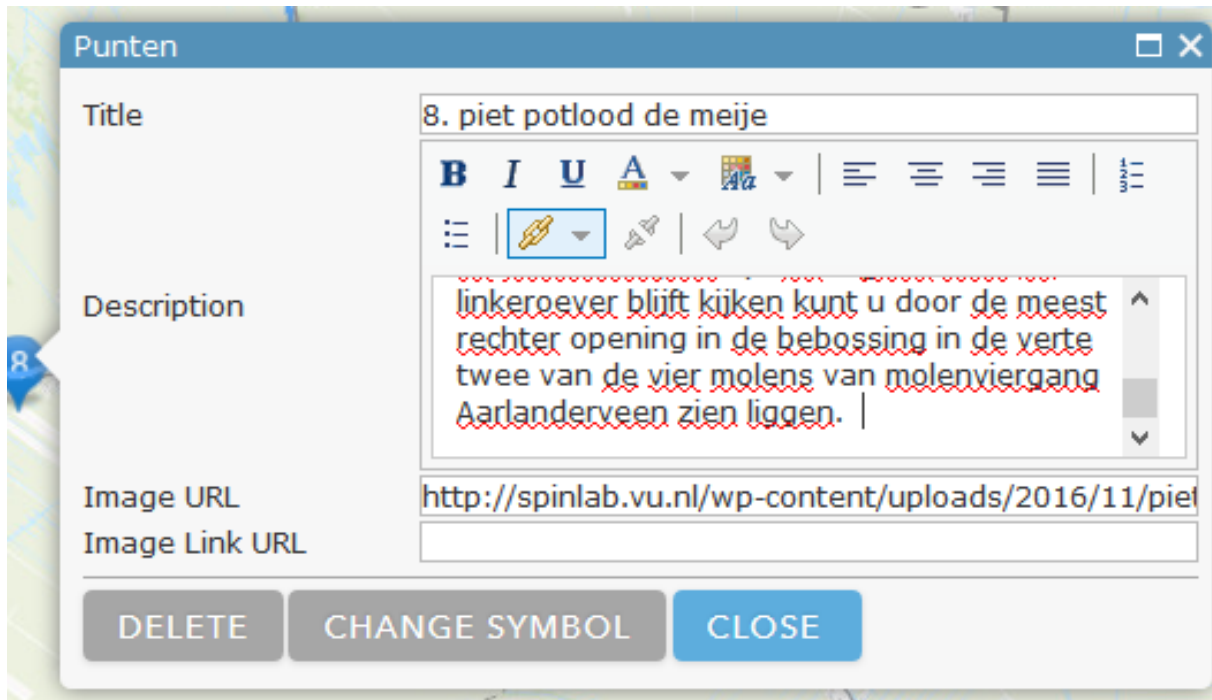 Punten
Title
8. piet potlood de meije
B I U A Aa
Description
linkeroever blijft kijken kunt u door de meest
rechter opening in de bebossing in de verte
twee van de vier molens van molenviergang
Aarlanderveen zien liggen.
8
Image URL
http://spinlab.vu.nl/wp-content/uploads/2016/11/piet
Image Link URL
DELETE
CHANGE SYMBOL
CLOSE